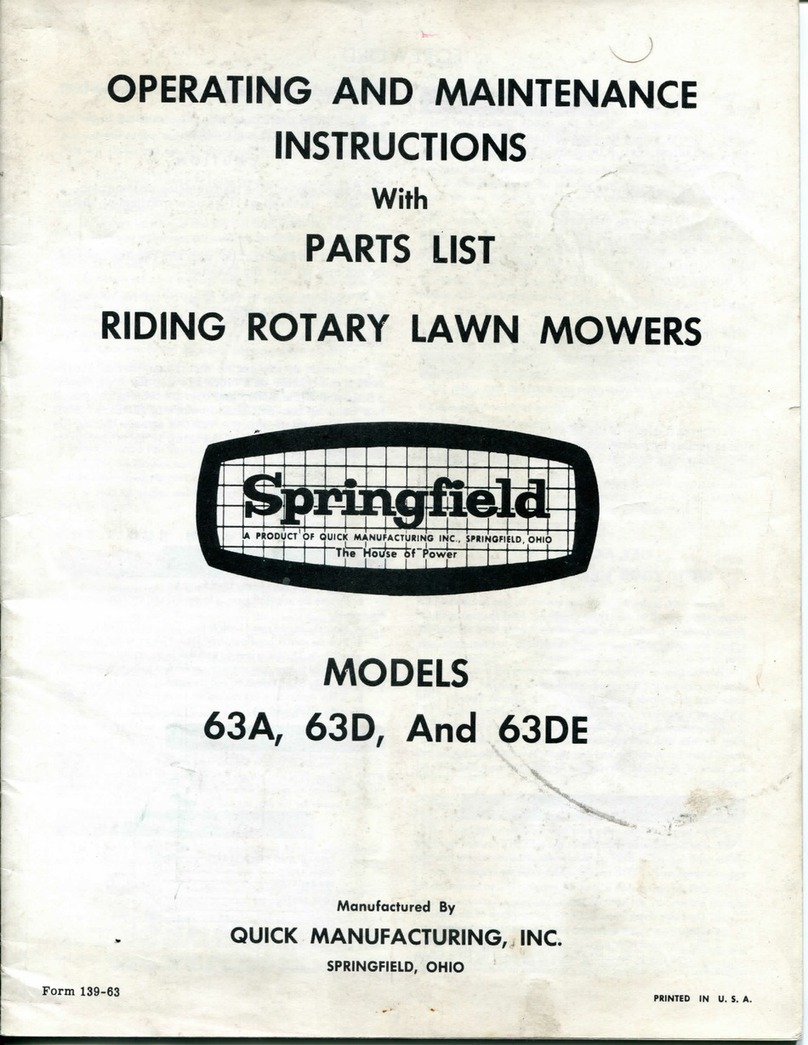 OPERATING AND MAINTENANCE
INSTRUCTIONS
With
PARTS LIST
RIDING ROTARY LAWN MOWERS
Springfield
A PRODUCT OF QUICK MANUFACTURING INC., SPRINGFIELD, OHIO
The House of Power
MODELS
63A, 63D, And 63DE
Manufactured By
QUICK MANUFACTURING, INC.
SPRINGFIELD, OHIO
Form 139-63
PRINTED IN U. S. A.